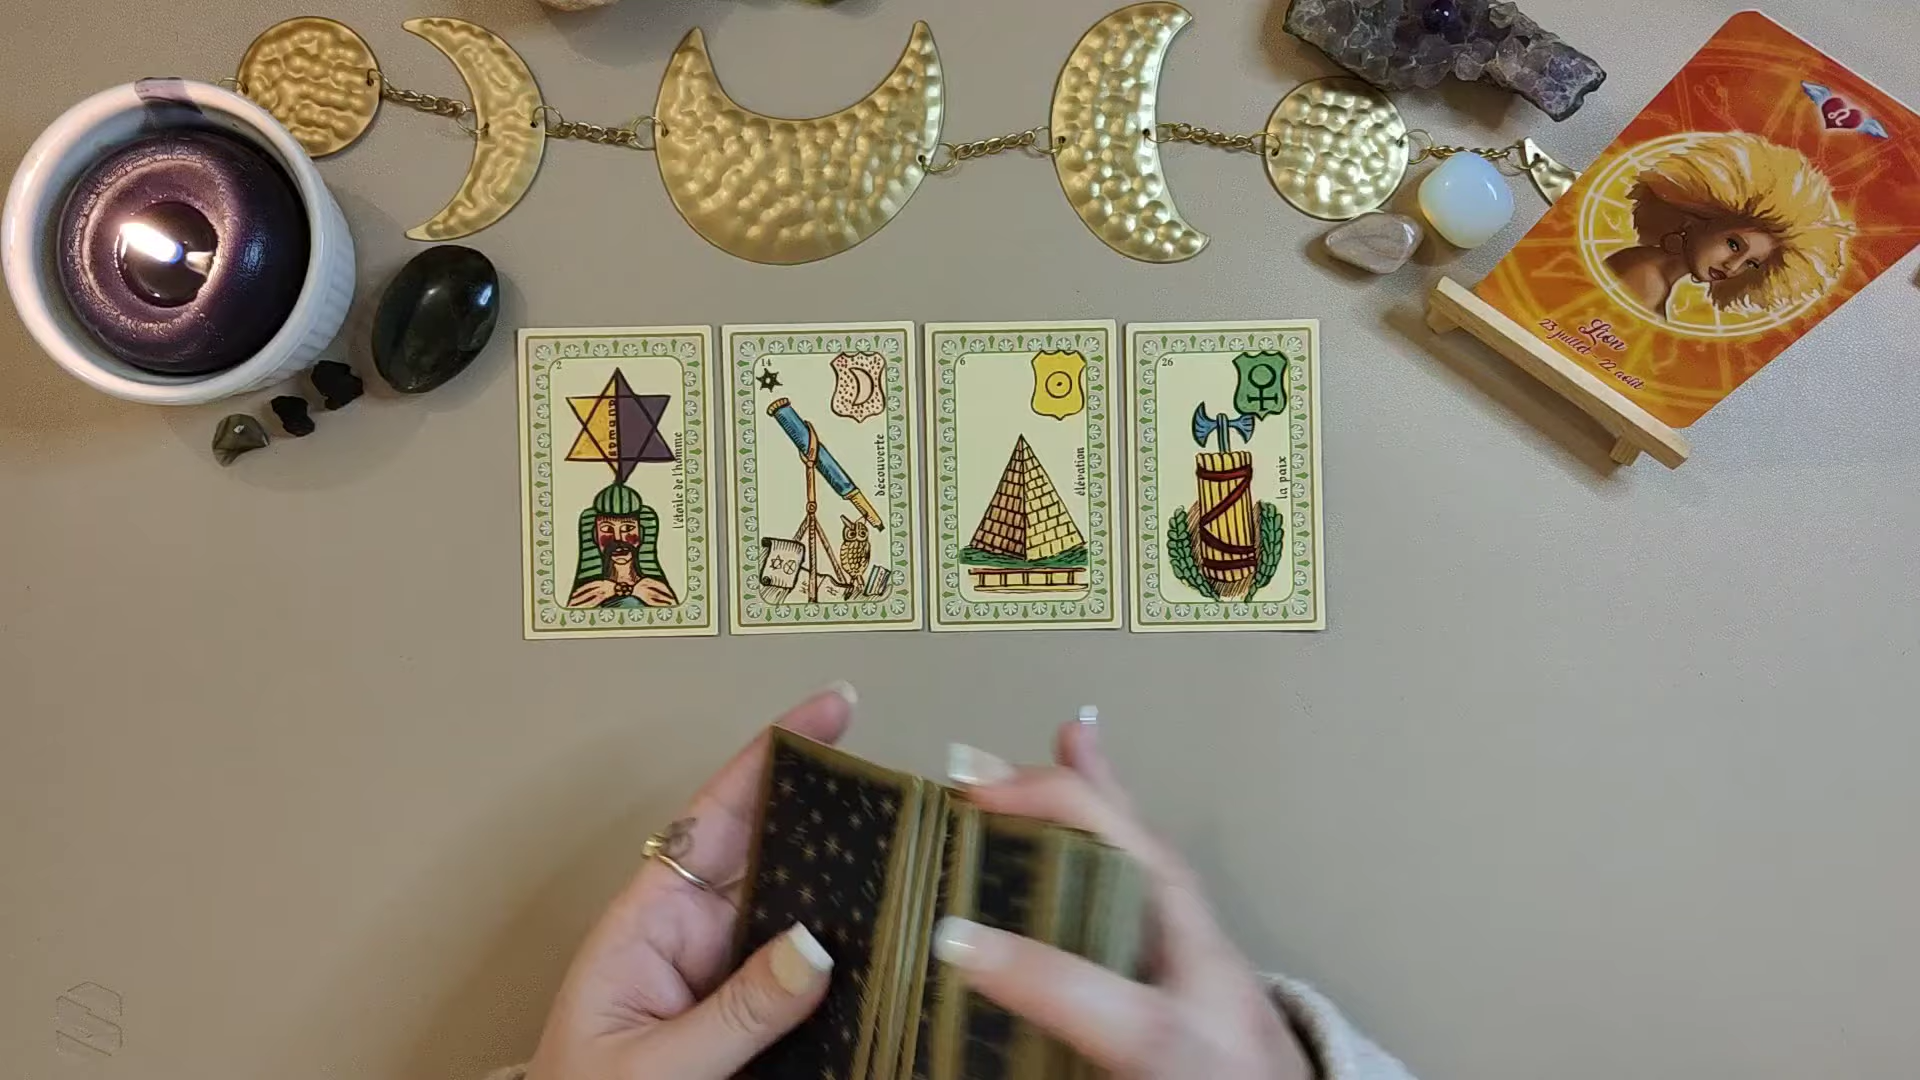 2
l'étoile de l'homme
14
découverte
6
élévation
26
la paix
Lion
23 juillet - 22 août